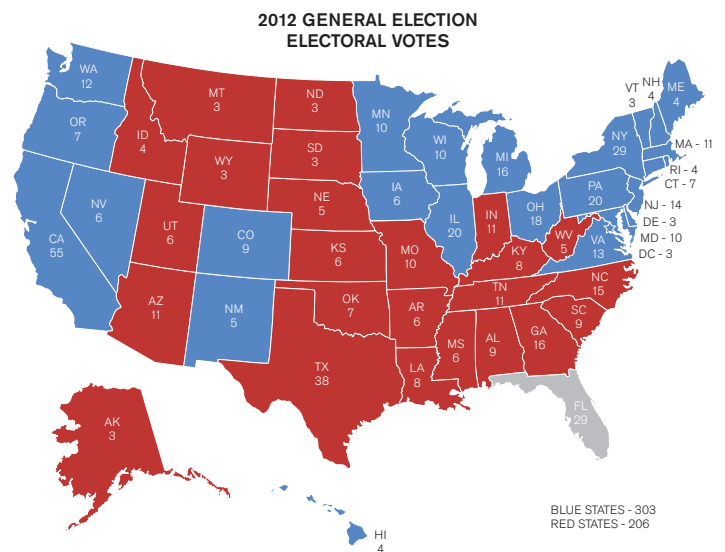 2012 GENERAL ELECTION
ELECTORAL VOTES
WA
12
OR
7
CA
55
NV
6
ID
4
MT
3
WY
3
UT
6
AZ
11
CO
9
NM
5
ND
3
SD
3
NE
5
KS
6
OK
7
TX
38
MN
10
IA
6
MO
10
AR
6
LA
8
WI
10
IL
20
MI
16
IN
11
OH
18
KY
8
TN
11
MS
6
AL
9
GA
16
FL
29
SC
9
NC
15
VA
13
WV
5
PA
20
NY
29
VT
3
NH
4
ME
4
MA - 11
RI - 4
CT - 7
NJ - 14
DE - 3
MD - 10
DC - 3
AK
3
HI
4
BLUE STATES - 303
RED STATES - 206